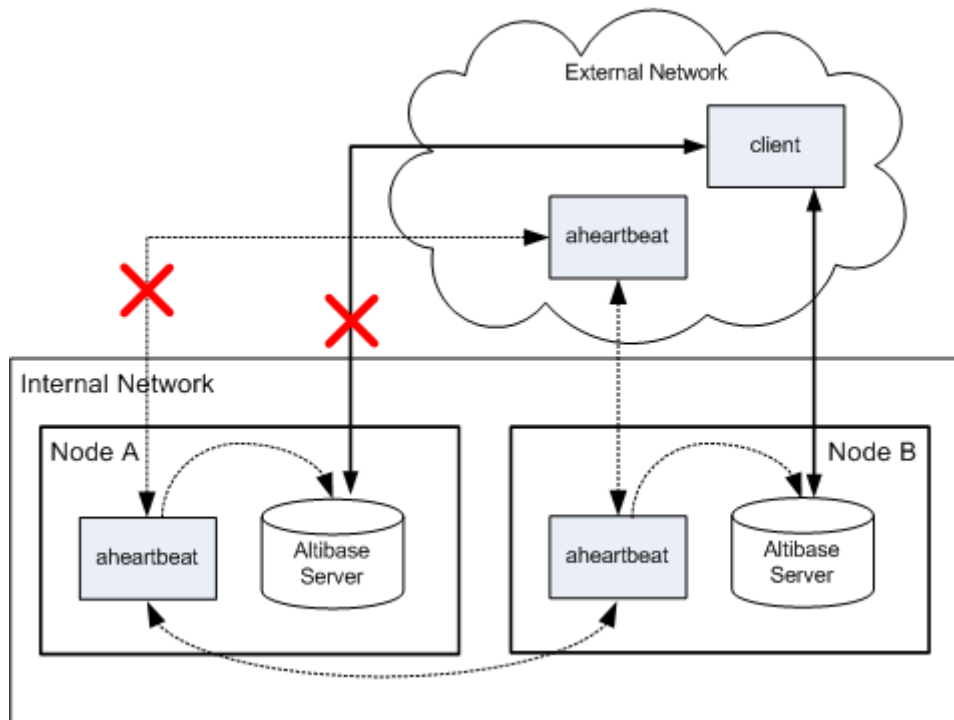 External Network
client
aheartbeat
Internal Network
Node A
Node B
aheartbeat
Altibase
Server
aheartbeat
Altibase
Server